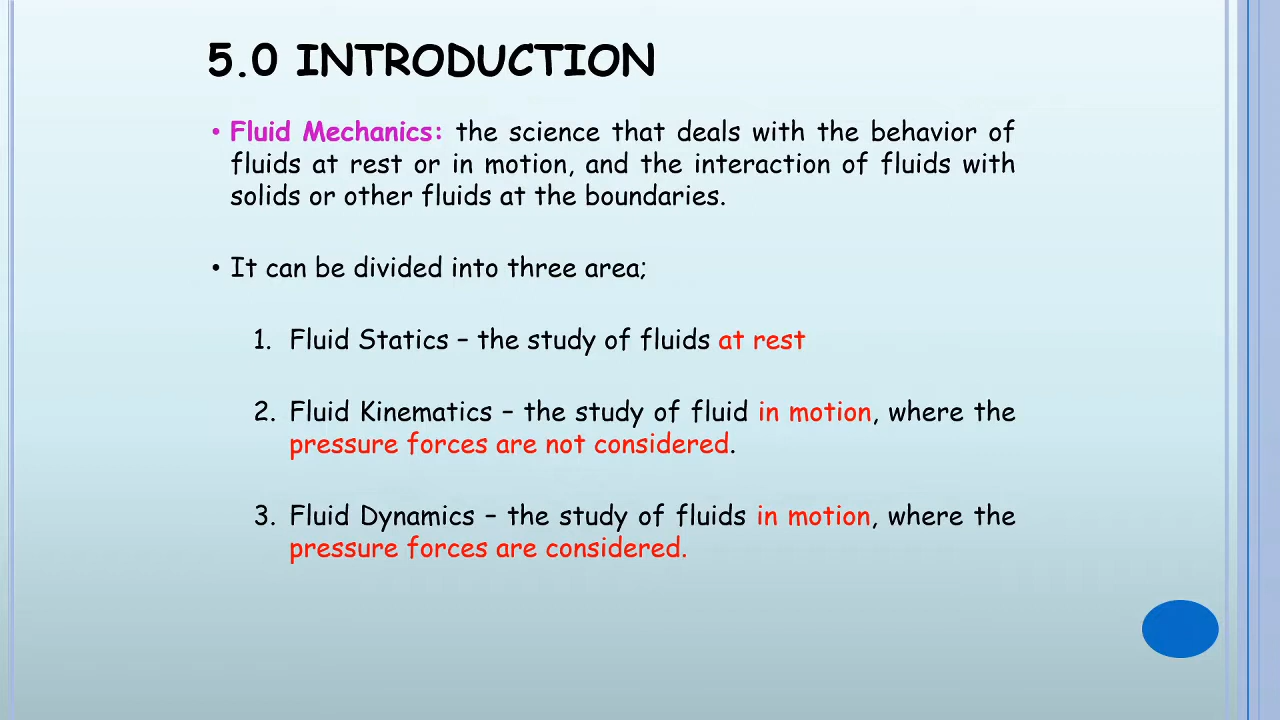 5.0 INTRODUCTION
• Fluid Mechanics: the science that deals with the behavior of
fluids at rest or in motion, and the interaction of fluids with
solids or other fluids at the boundaries.
• It can be divided into three area;
1. Fluid Statics – the study of fluids at rest
2. Fluid Kinematics – the study of fluid in motion, where the
pressure forces are not considered.
3. Fluid Dynamics – the study of fluids in motion, where the
pressure forces are considered.